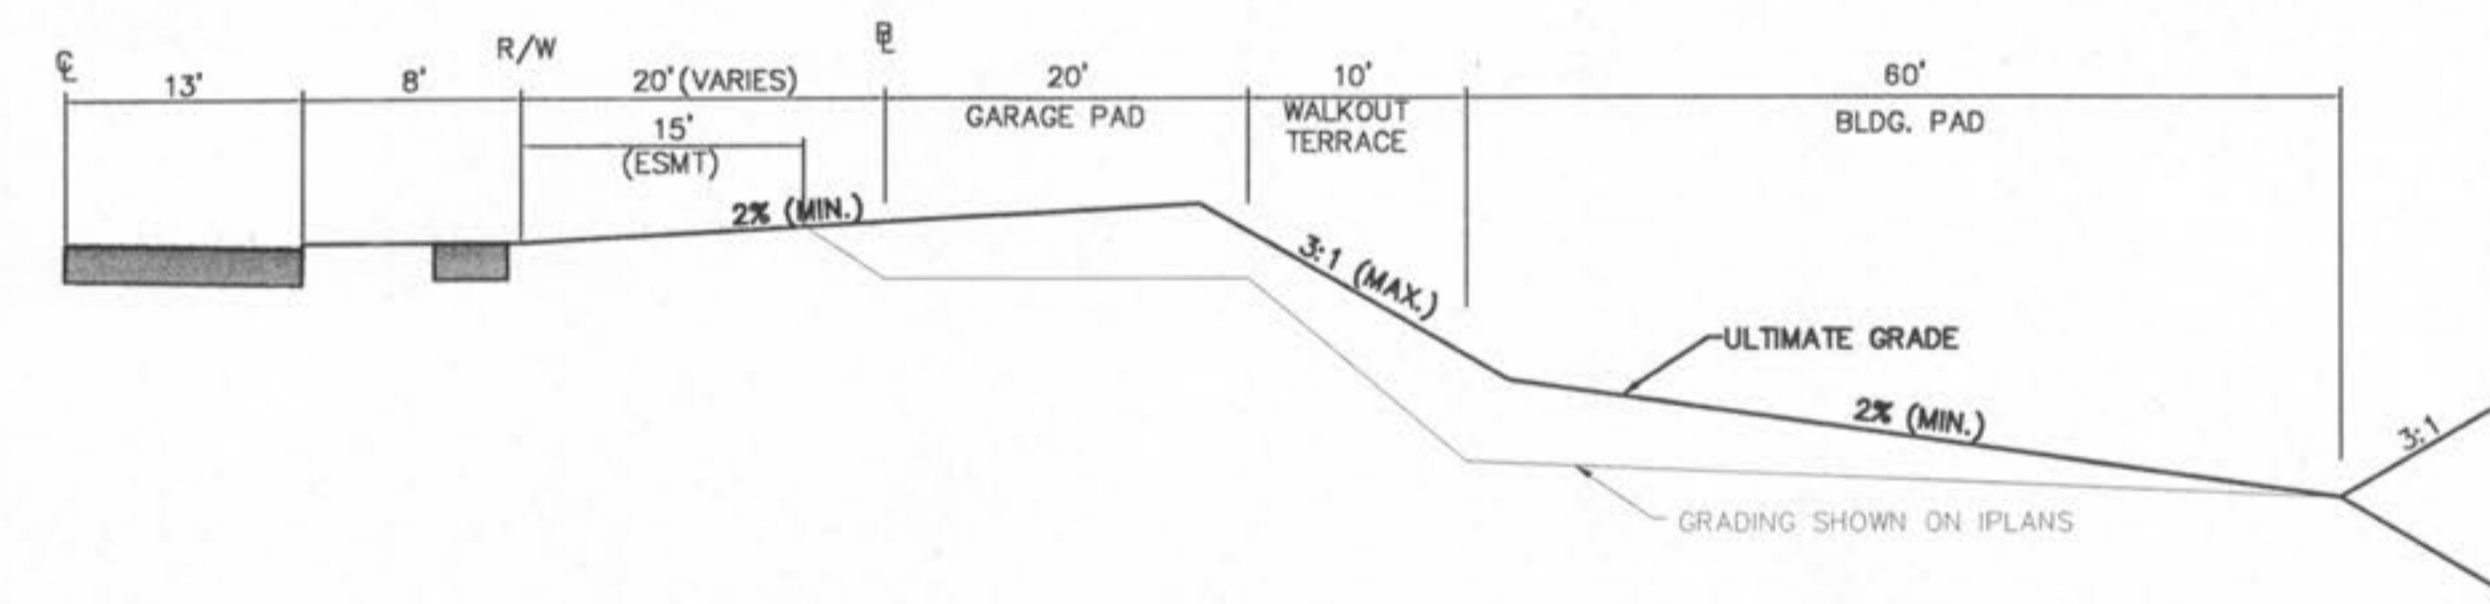 ℄
13'
8'
R/W
20' (VARIES)
15'
(ESMT)
2% (MIN.)
20'
GARAGE PAD
10'
WALKOUT
TERRACE
3:1 (MAX.)
60'
BLDG. PAD
ULTIMATE GRADE
2% (MIN.)
3:1
GRADING SHOWN ON IPLANS